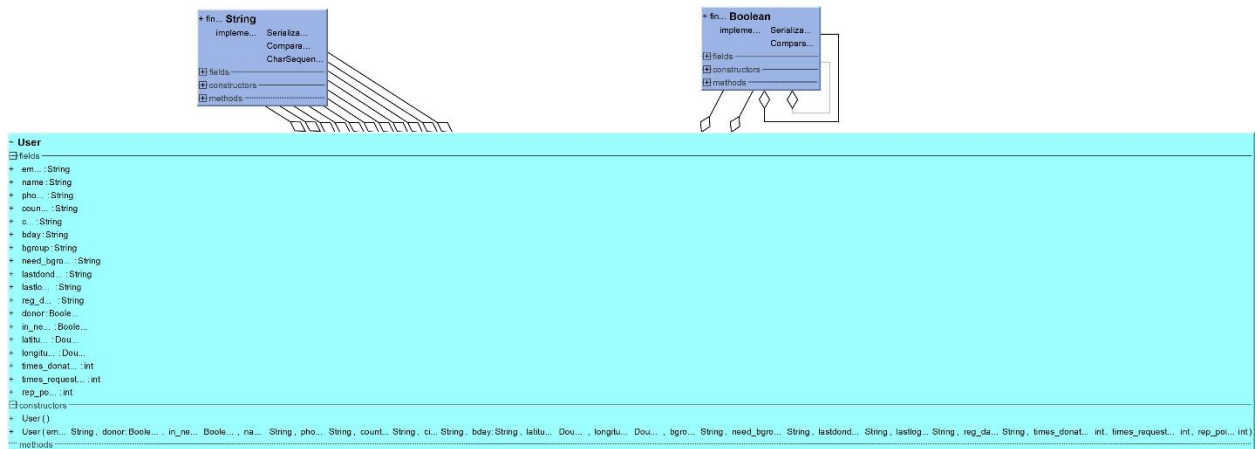 + fin... String
impleme... Serializa...
Compara...
CharSequen...
fields
constructors
methods
+ fin... Boolean
impleme... Serializa...
Compara...
fields
constructors
methods
~ User
fields
+ em... : String
+ name : String
+ pho... : String
+ coun... : String
+ c... : String
+ bday : String
+ bgroup : String
+ need_bgro... : String
+ lastdond... : String
+ lastlo... : String
+ reg_d... : String
+ donor : Boole...
+ in_ne... : Boole...
+ latitu... : Dou...
+ longitu... : Dou...
+ times_donat... : int
+ times_request... : int
+ rep_po... : int
constructors
+ User ( )
+ User ( em... String , donor: Boole... , in_ne... Boole... , na... String , pho... String , count... String , ci... String , bday: String , latitu... Dou... , longitu... Dou... , bgro... String , need_bgro... String , lastdond... String , lastlog... String , reg_da... String , times_donat... int , times_request... int , rep_poi... int )
methods